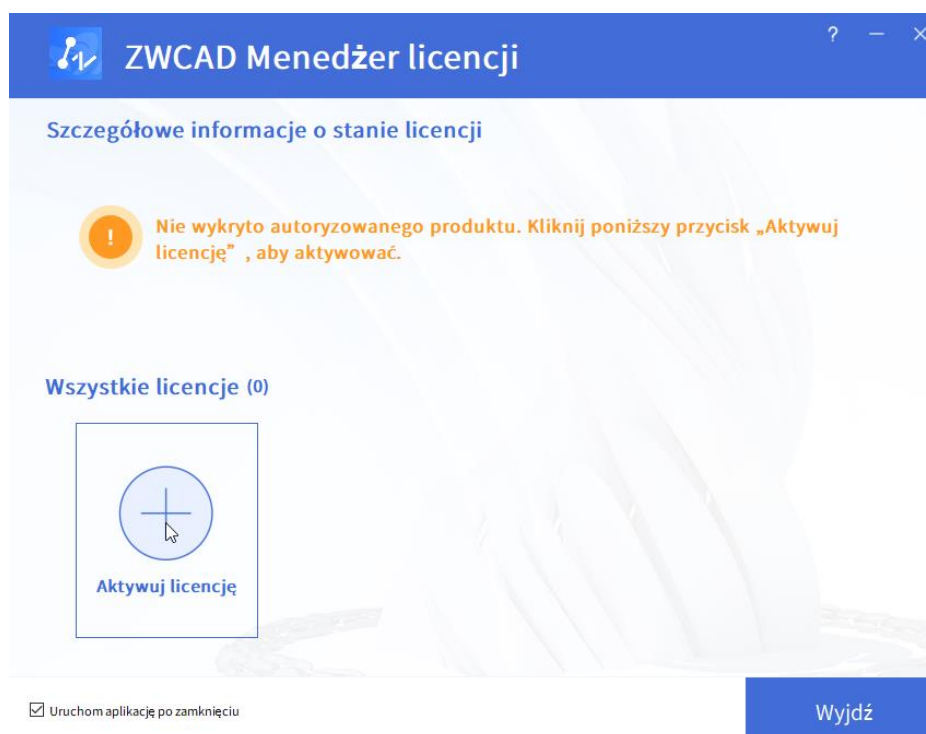 ZWCAD Menedżer licencji
?
Szczegółowe informacje o stanie licencji
!
Nie wykryto autoryzowanego produktu. Kliknij poniższy przycisk „Aktywuj
licencję” , aby aktywować.
Wszystkie licencje (0)
Aktywuj licencję
Uruchom aplikację po zamknięciu
Wyjdź